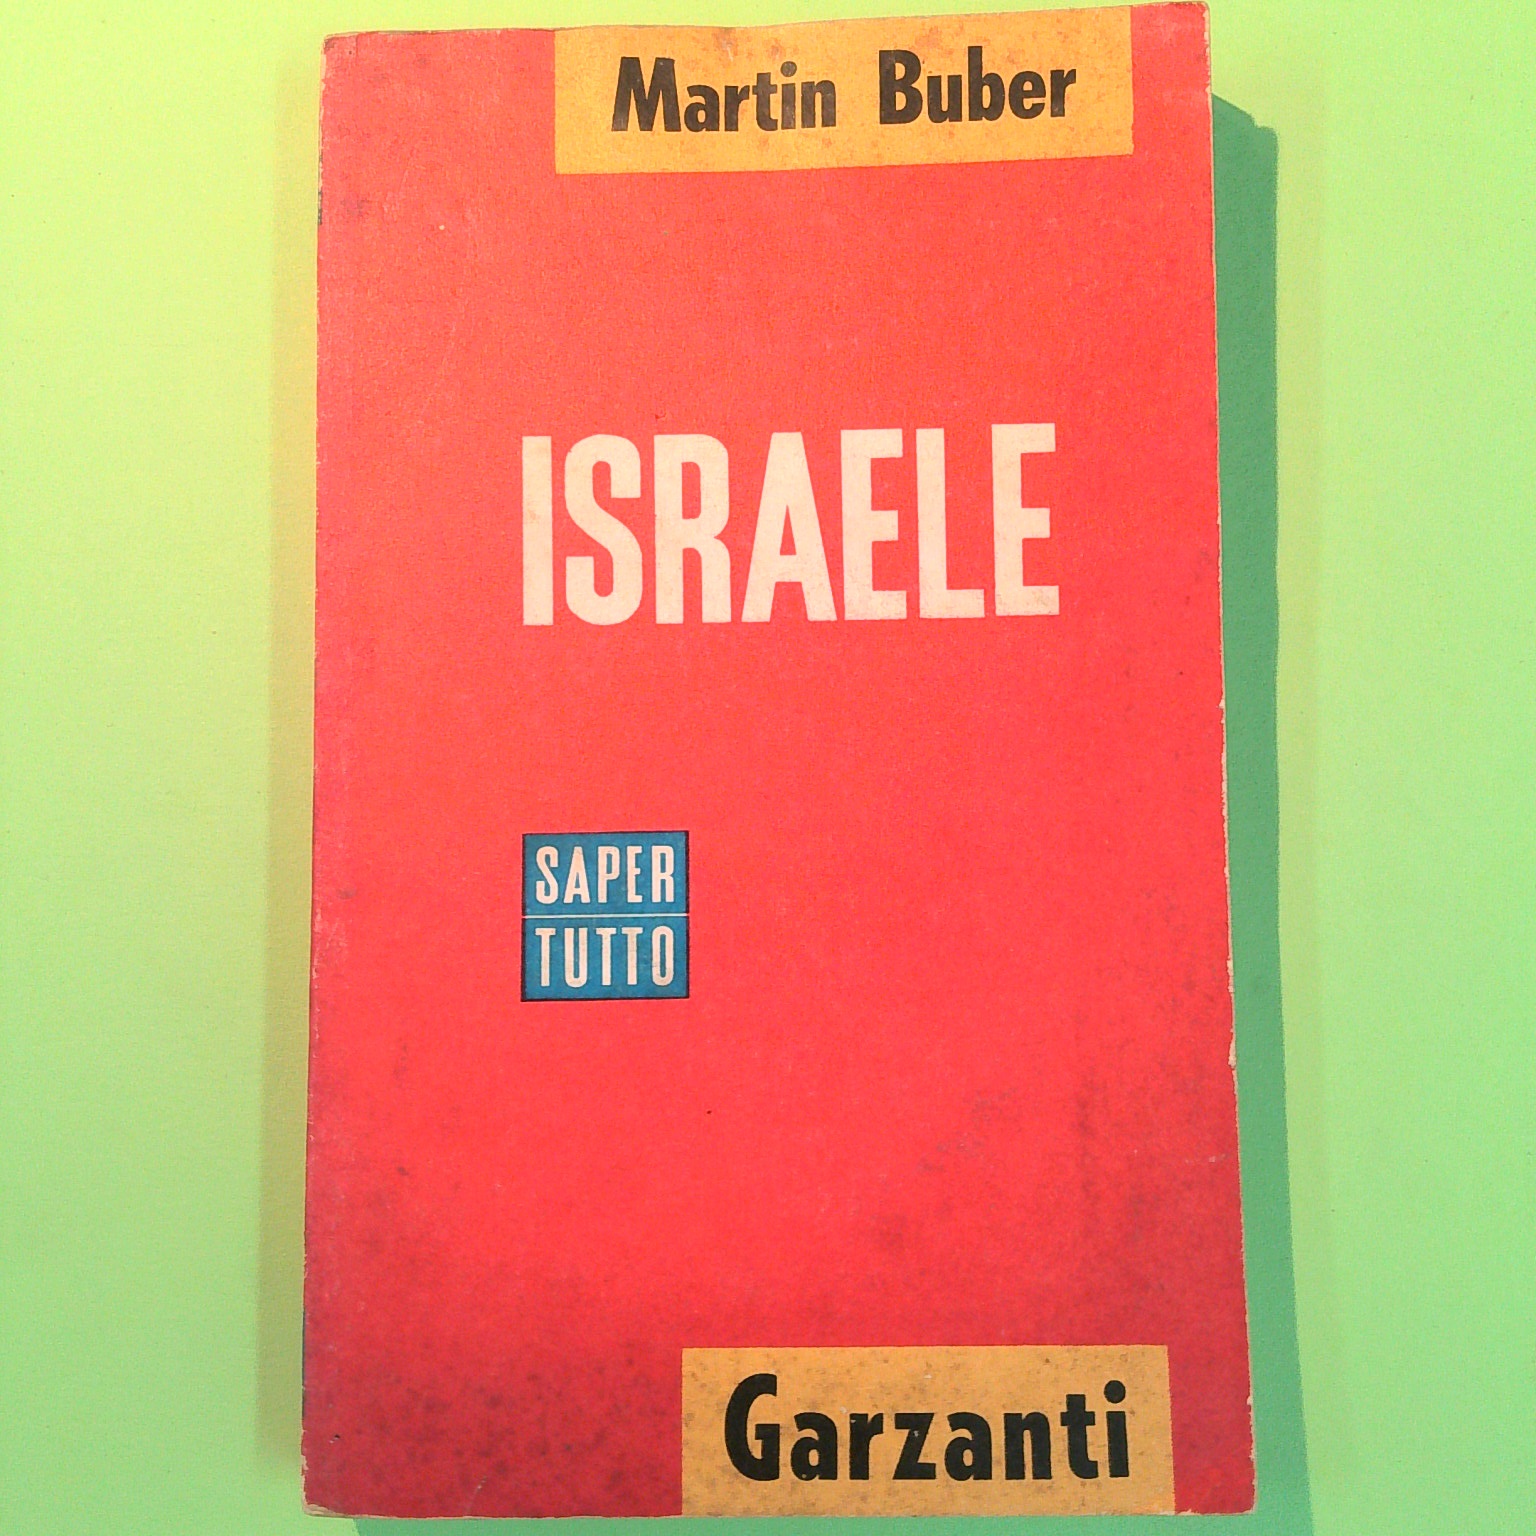 Martin Buber
ISRAELE
SAPER
TUTTO
Garzanti